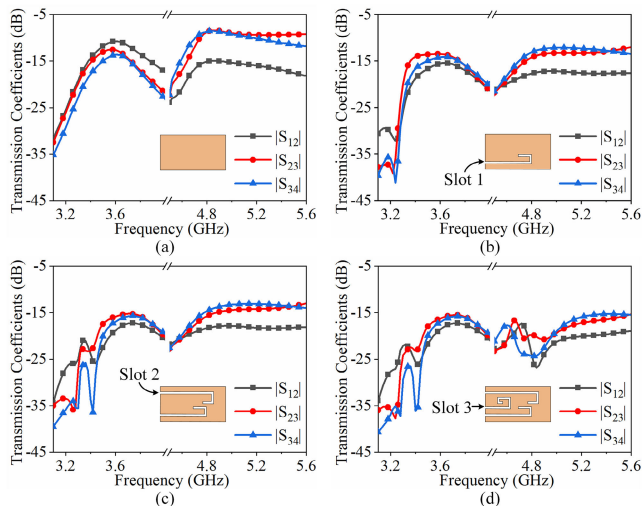 Transmission Coefficients (dB)
-5
-15
-25
-35
-45
|S12|
|S23|
|S34|
3.2
3.6
4.8
5.2
5.6
Frequency (GHz)
(a)
Transmission Coefficients (dB)
-5
-15
-25
-35
-45
Slot 1
|S12|
|S23|
|S34|
3.2
3.6
4.8
5.2
5.6
Frequency (GHz)
(b)
Transmission Coefficients (dB)
-5
-15
-25
-35
-45
Slot 2
|S12|
|S23|
|S34|
3.2
3.6
4.8
5.2
5.6
Frequency (GHz)
(c)
Transmission Coefficients (dB)
-5
-15
-25
-35
-45
Slot 3
|S12|
|S23|
|S34|
3.2
3.6
4.8
5.2
5.6
Frequency (GHz)
(d)